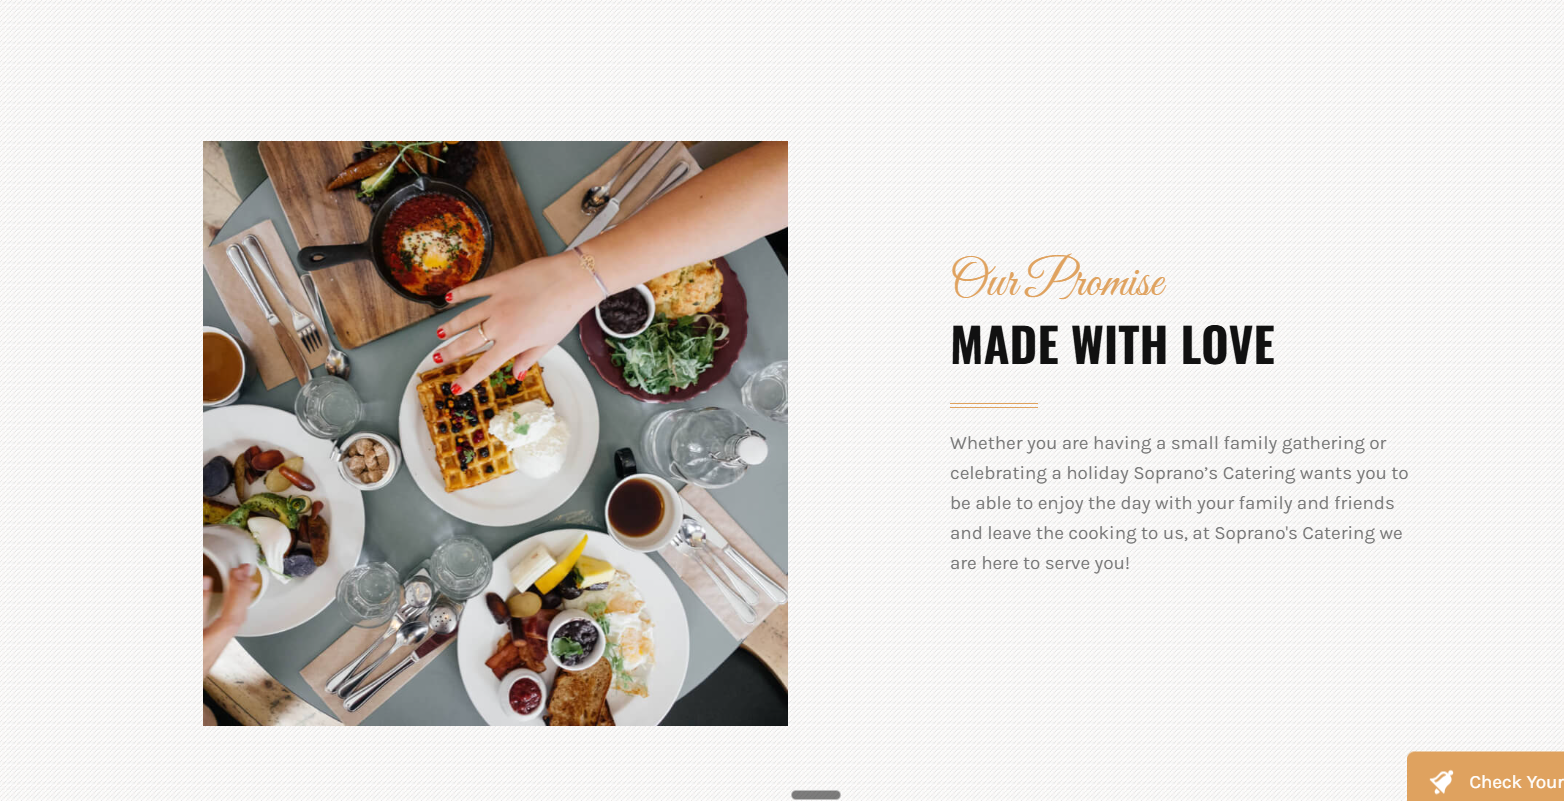 Our Promise
MADE WITH LOVE
Whether you are having a small family gathering or
celebrating a holiday Soprano’s Catering wants you to
be able to enjoy the day with your family and friends
and leave the cooking to us, at Soprano's Catering we
are here to serve you!
Check Your